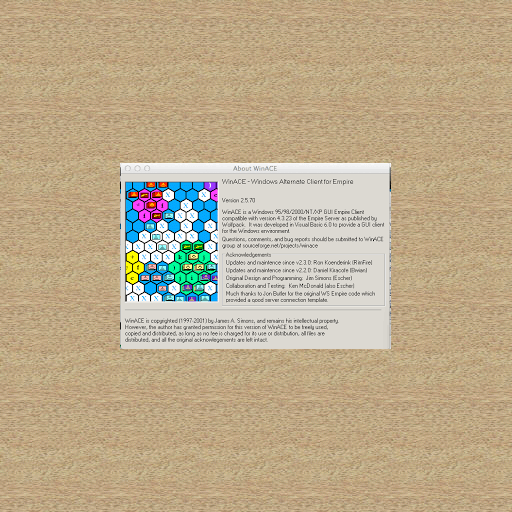 About WinACE
WinACE - Windows Alternate Client for Empire
Version 2.5.70
WinACE is a Windows 95/98/2000/NT/XP GUI Empire Client
compatible with version 4.3.23 of the Empire Server as published by
Wolfpack. It was developed in Visual Basic 6.0 to provide a GUI client
for the Windows environment
Questions, comments, and bug reports should be submitted to WinACE
group at sourceforge.net/projects/winace
Acknowledgements
Updates and maintence since v2.3.0: Ron Koenderink
Updates and maintence since v2.2.0: Daniel
Original Design and Programming: Jim Simons (Escher)
Collaboration and Testing: Ken McDonald (also Escher)
Much thanks to Jon Butler for the original WS Empire code which
provided a good server connection template.
WinACE is copyrighted (1997-2001) by James A. Simons, and remains his intellectual property.
However, the author has granted permission for this version of WinACE to be freely used,
copied and distributed, as long as no fee is charged for its use or distribution, all files are
distributed, and all the original acknowlegements are left intact.